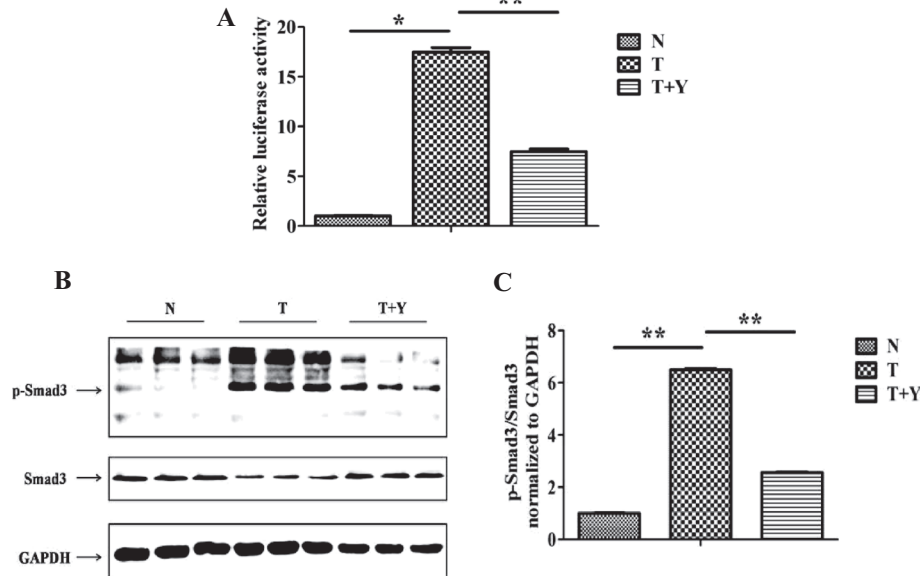 A
Relative luciferase activity
20
15
10
5
0
*
**
N
T
T+Y
B
N T T+Y
p-Smad3
Smad3
GAPDH
C
p-Smad3/Smad3
normalized to GAPDH
8
6
4
2
0
**
**
N
T
T+Y